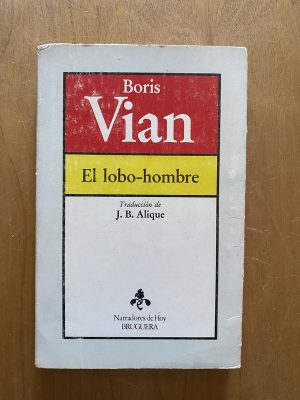 Boris
Vian
El lobo-hombre
Traducción de
J. B. Alique
Narradores de Hoy
BRUGUERA